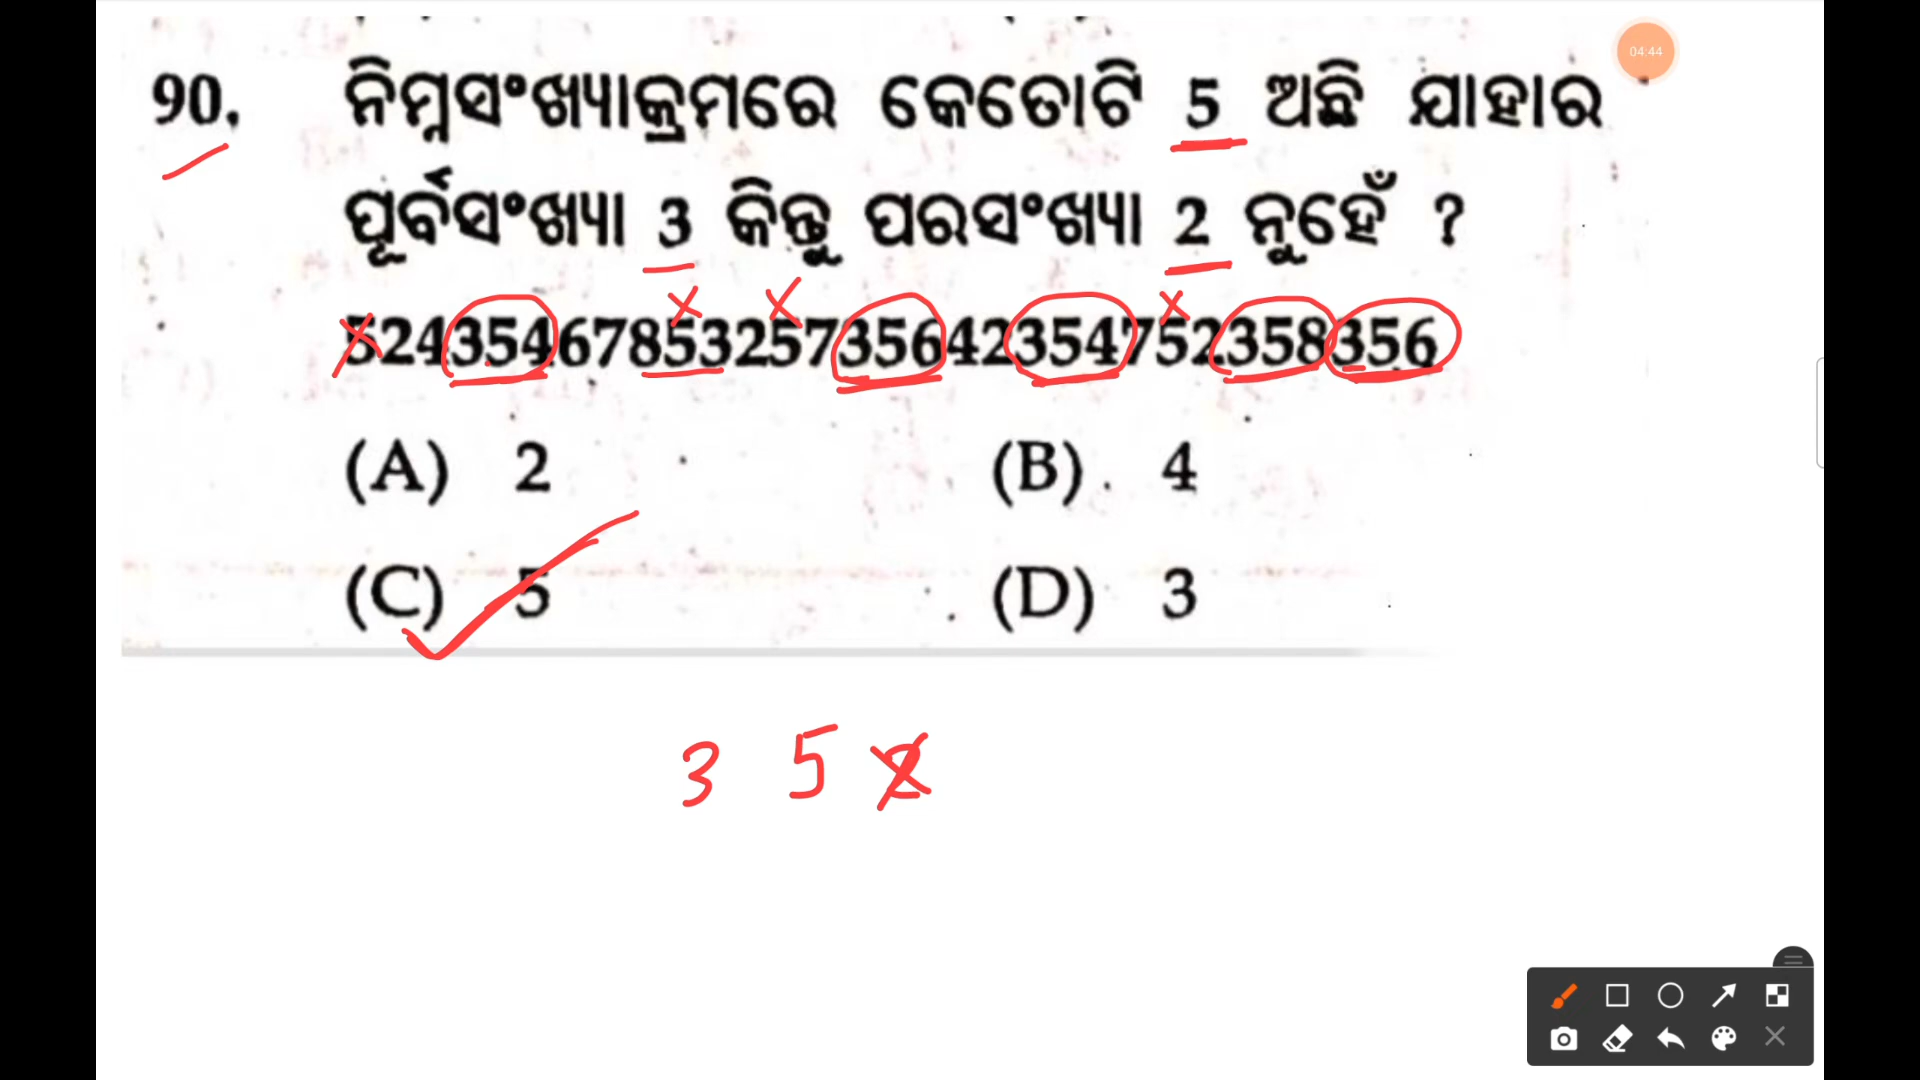 04:44
90. ନିମ୍ନସଂଖ୍ୟାକ୍ରମରେ କେତୋଟି 5 ଅଛି ଯାହାର
ପୂର୍ବସଂଖ୍ୟା 3 କିନ୍ତୁ ପରସଂଖ୍ୟା 2 ନୁହେଁ ?
5243546785325735642354752358356
(A) 2 (B) 4
(C) 5 (D) 3
3 5 2